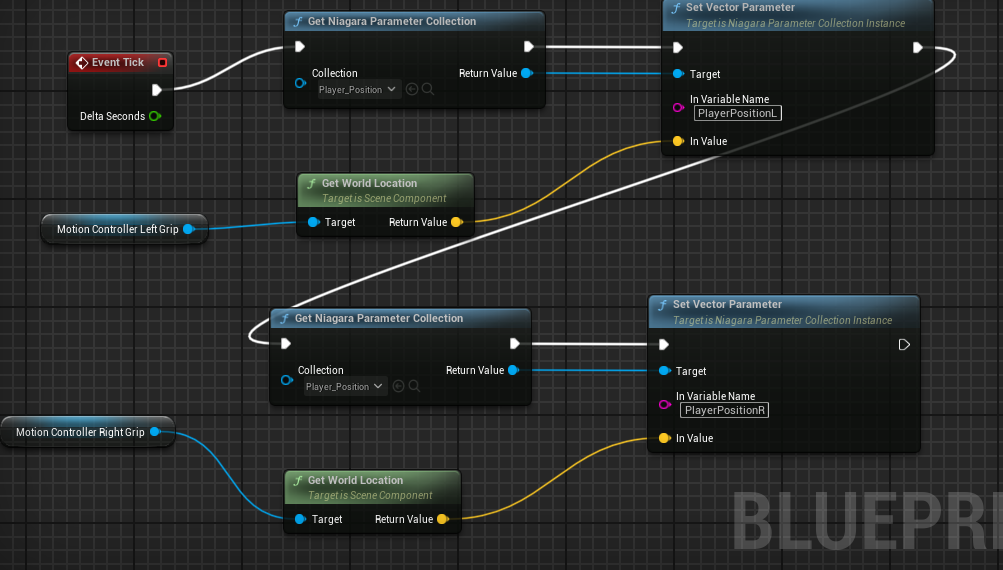 Event Tick
Delta Seconds
Get Niagara Parameter Collection
Collection
Player_Position
Return Value
Set Vector Parameter
Target is Niagara Parameter Collection Instance
Target
In Variable Name
PlayerPositionL
In Value
Motion Controller Left Grip
Get World Location
Target is Scene Component
Target
Return Value
Get Niagara Parameter Collection
Collection
Player_Position
Return Value
Set Vector Parameter
Target is Niagara Parameter Collection Instance
Target
In Variable Name
PlayerPositionR
In Value
Motion Controller Right Grip
Get World Location
Target is Scene Component
Target
Return Value
BLUEPRI